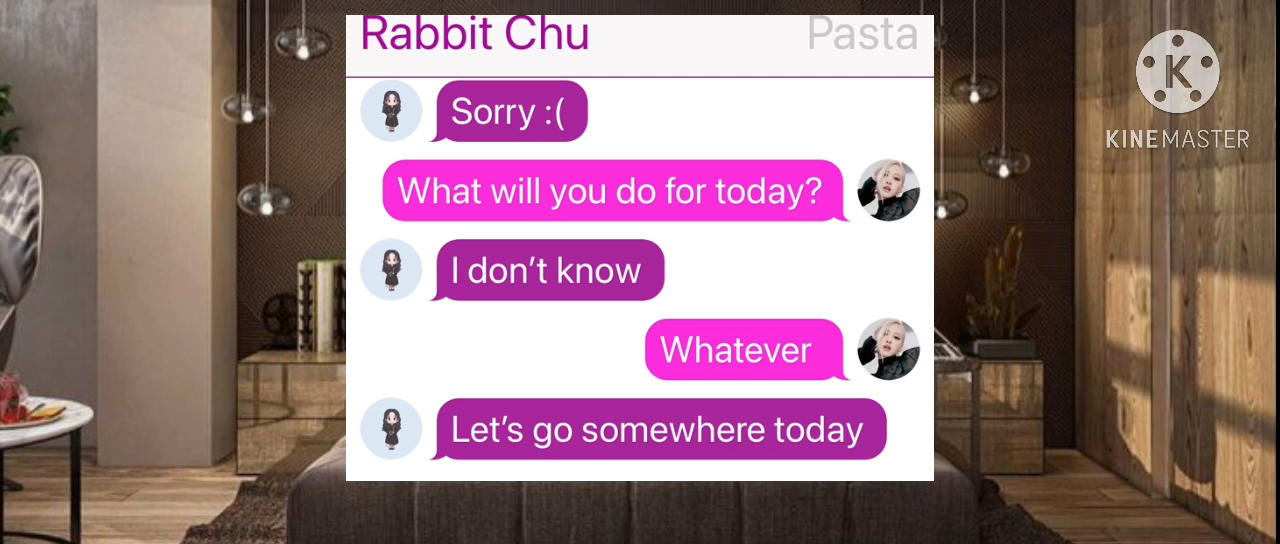 Rabbit Chu
Pasta
Sorry :(
What will you do for today?
I don’t know
Whatever
Let’s go somewhere today
K
KINEMASTER